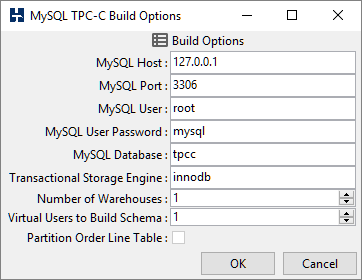 MySQL TPC-C Build Options
Build Options
MySQL Host : 127.0.0.1
MySQL Port : 3306
MySQL User : root
MySQL User Password : mysql
MySQL Database : tpcc
Transactional Storage Engine : innodb
Number of Warehouses : 1
Virtual Users to Build Schema : 1
Partition Order Line Table :
OK Cancel